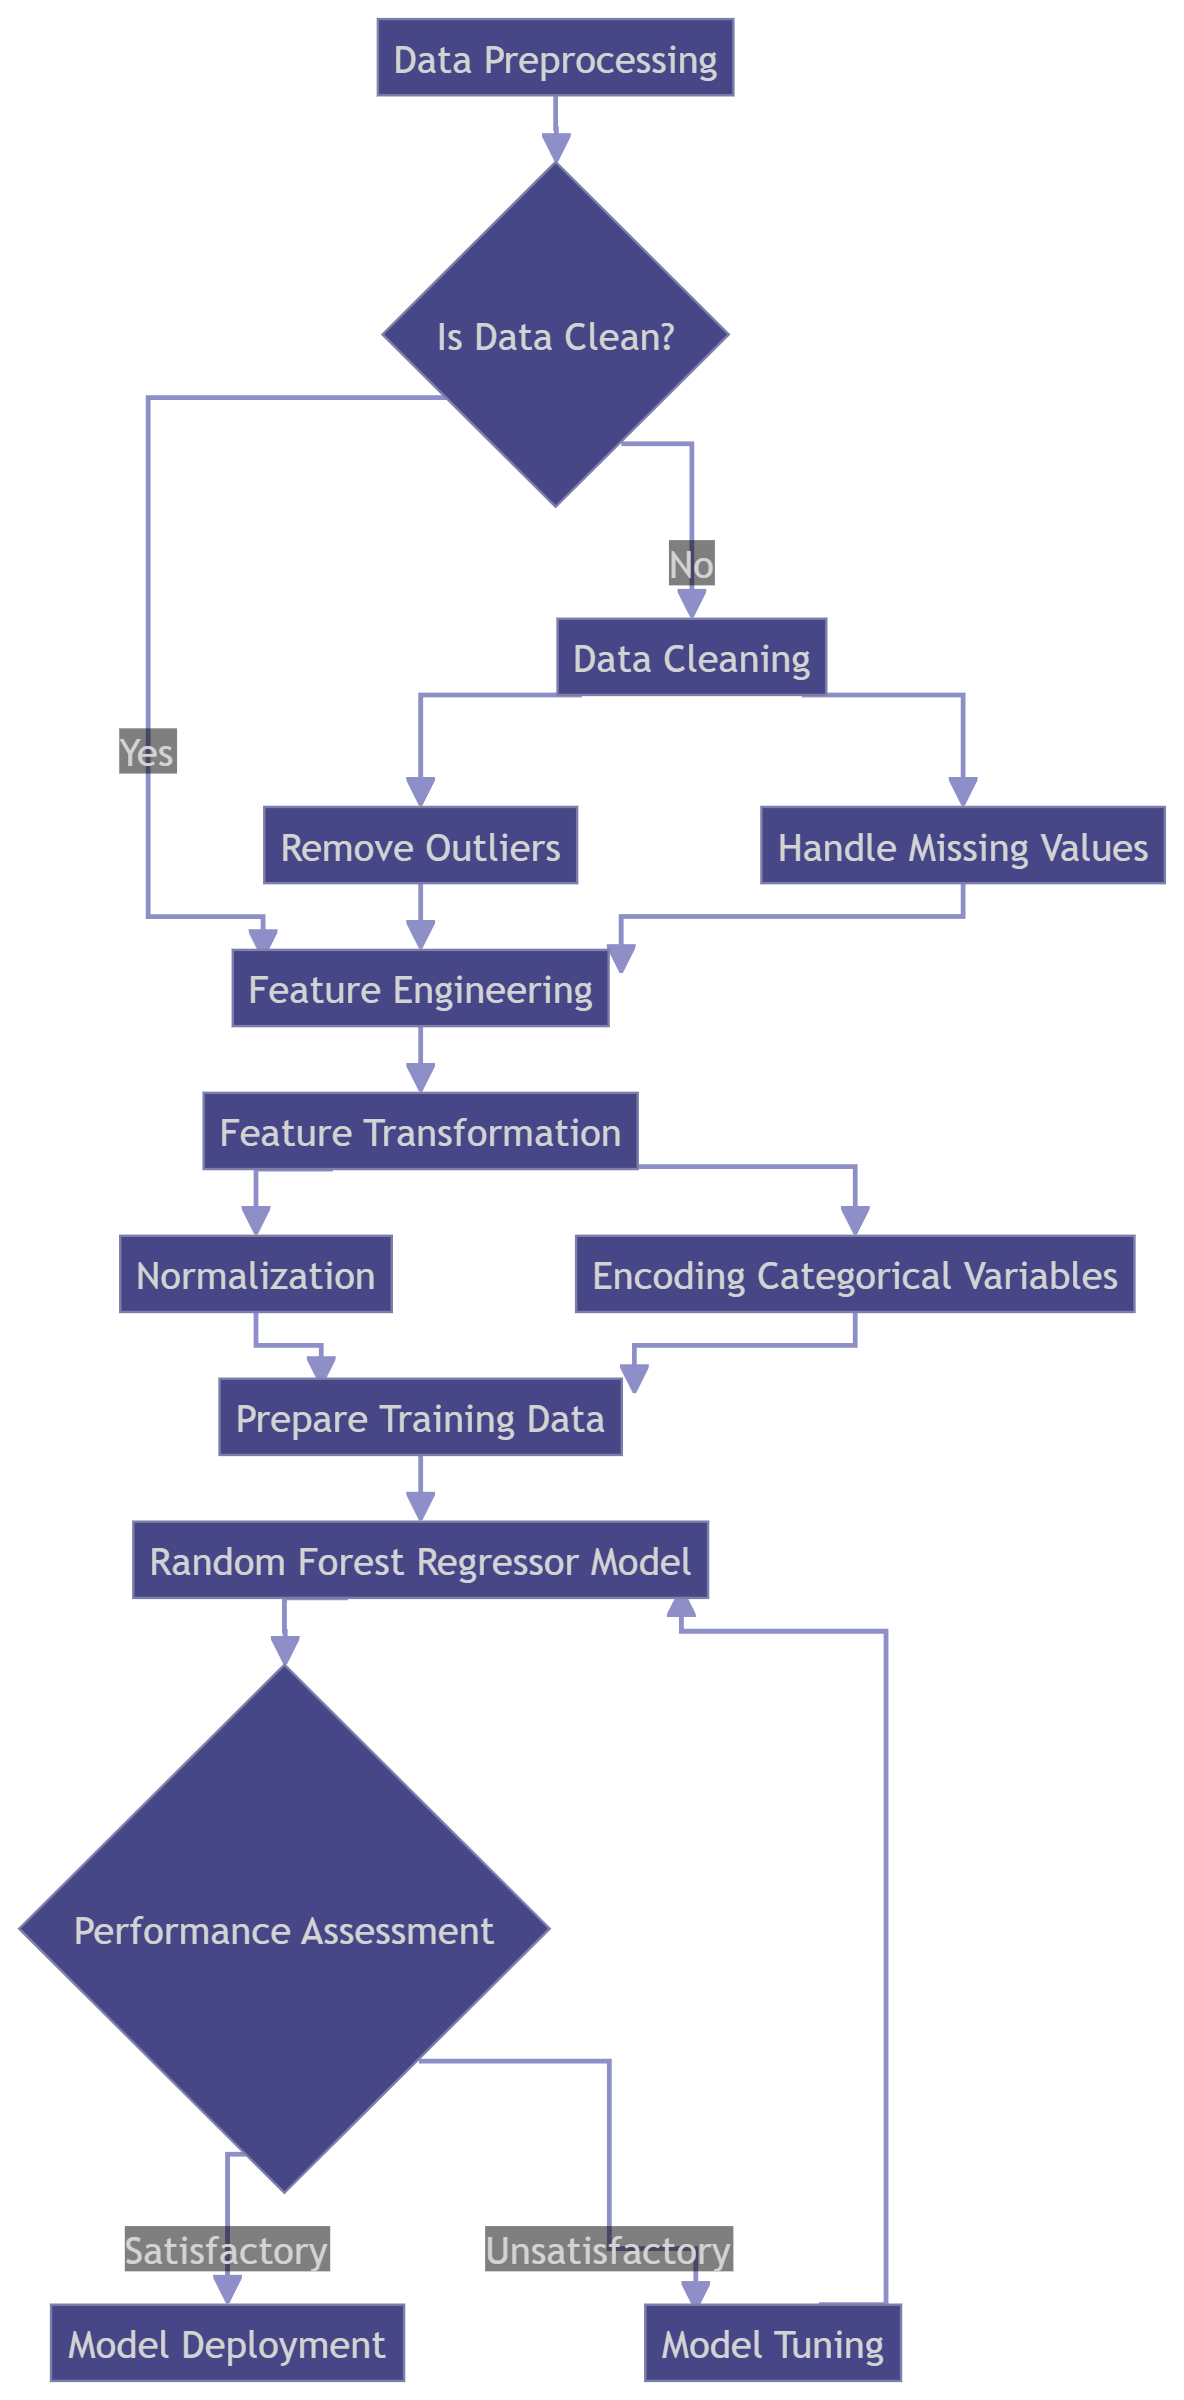 Data Preprocessing
Is Data Clean?
No
Data Cleaning
Yes
Remove Outliers
Handle Missing Values
Feature Engineering
Feature Transformation
Normalization
Encoding Categorical Variables
Prepare Training Data
Random Forest Regressor Model
Performance Assessment
Satisfactory
Unsatisfactory
Model Deployment
Model Tuning